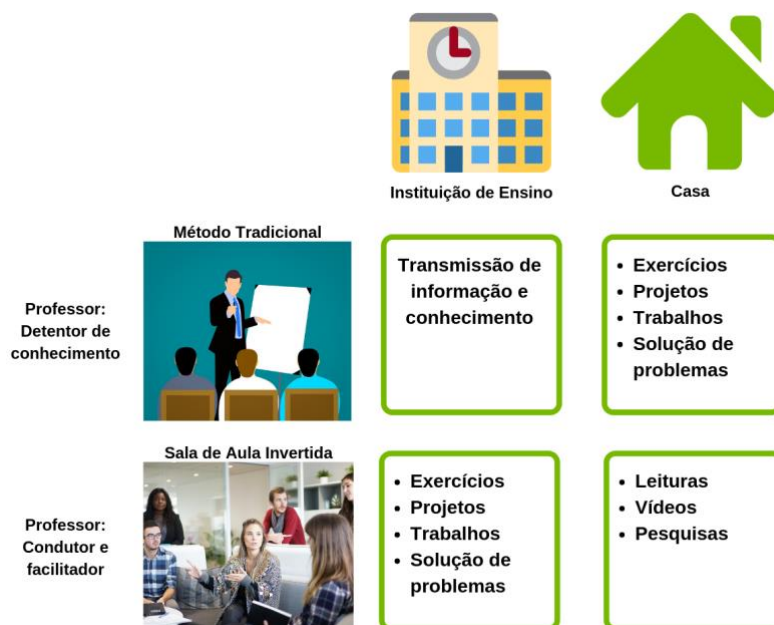 Instituição de Ensino
Casa
Método Tradicional
Professor:
Detentor de
conhecimento
Transmissão de
informação e
conhecimento
• Exercícios
• Projetos
• Trabalhos
• Solução de
problemas
Sala de Aula Invertida
Professor:
Condutor e
facilitador
• Exercícios
• Projetos
• Trabalhos
• Solução de
problemas
• Leituras
• Vídeos
• Pesquisas